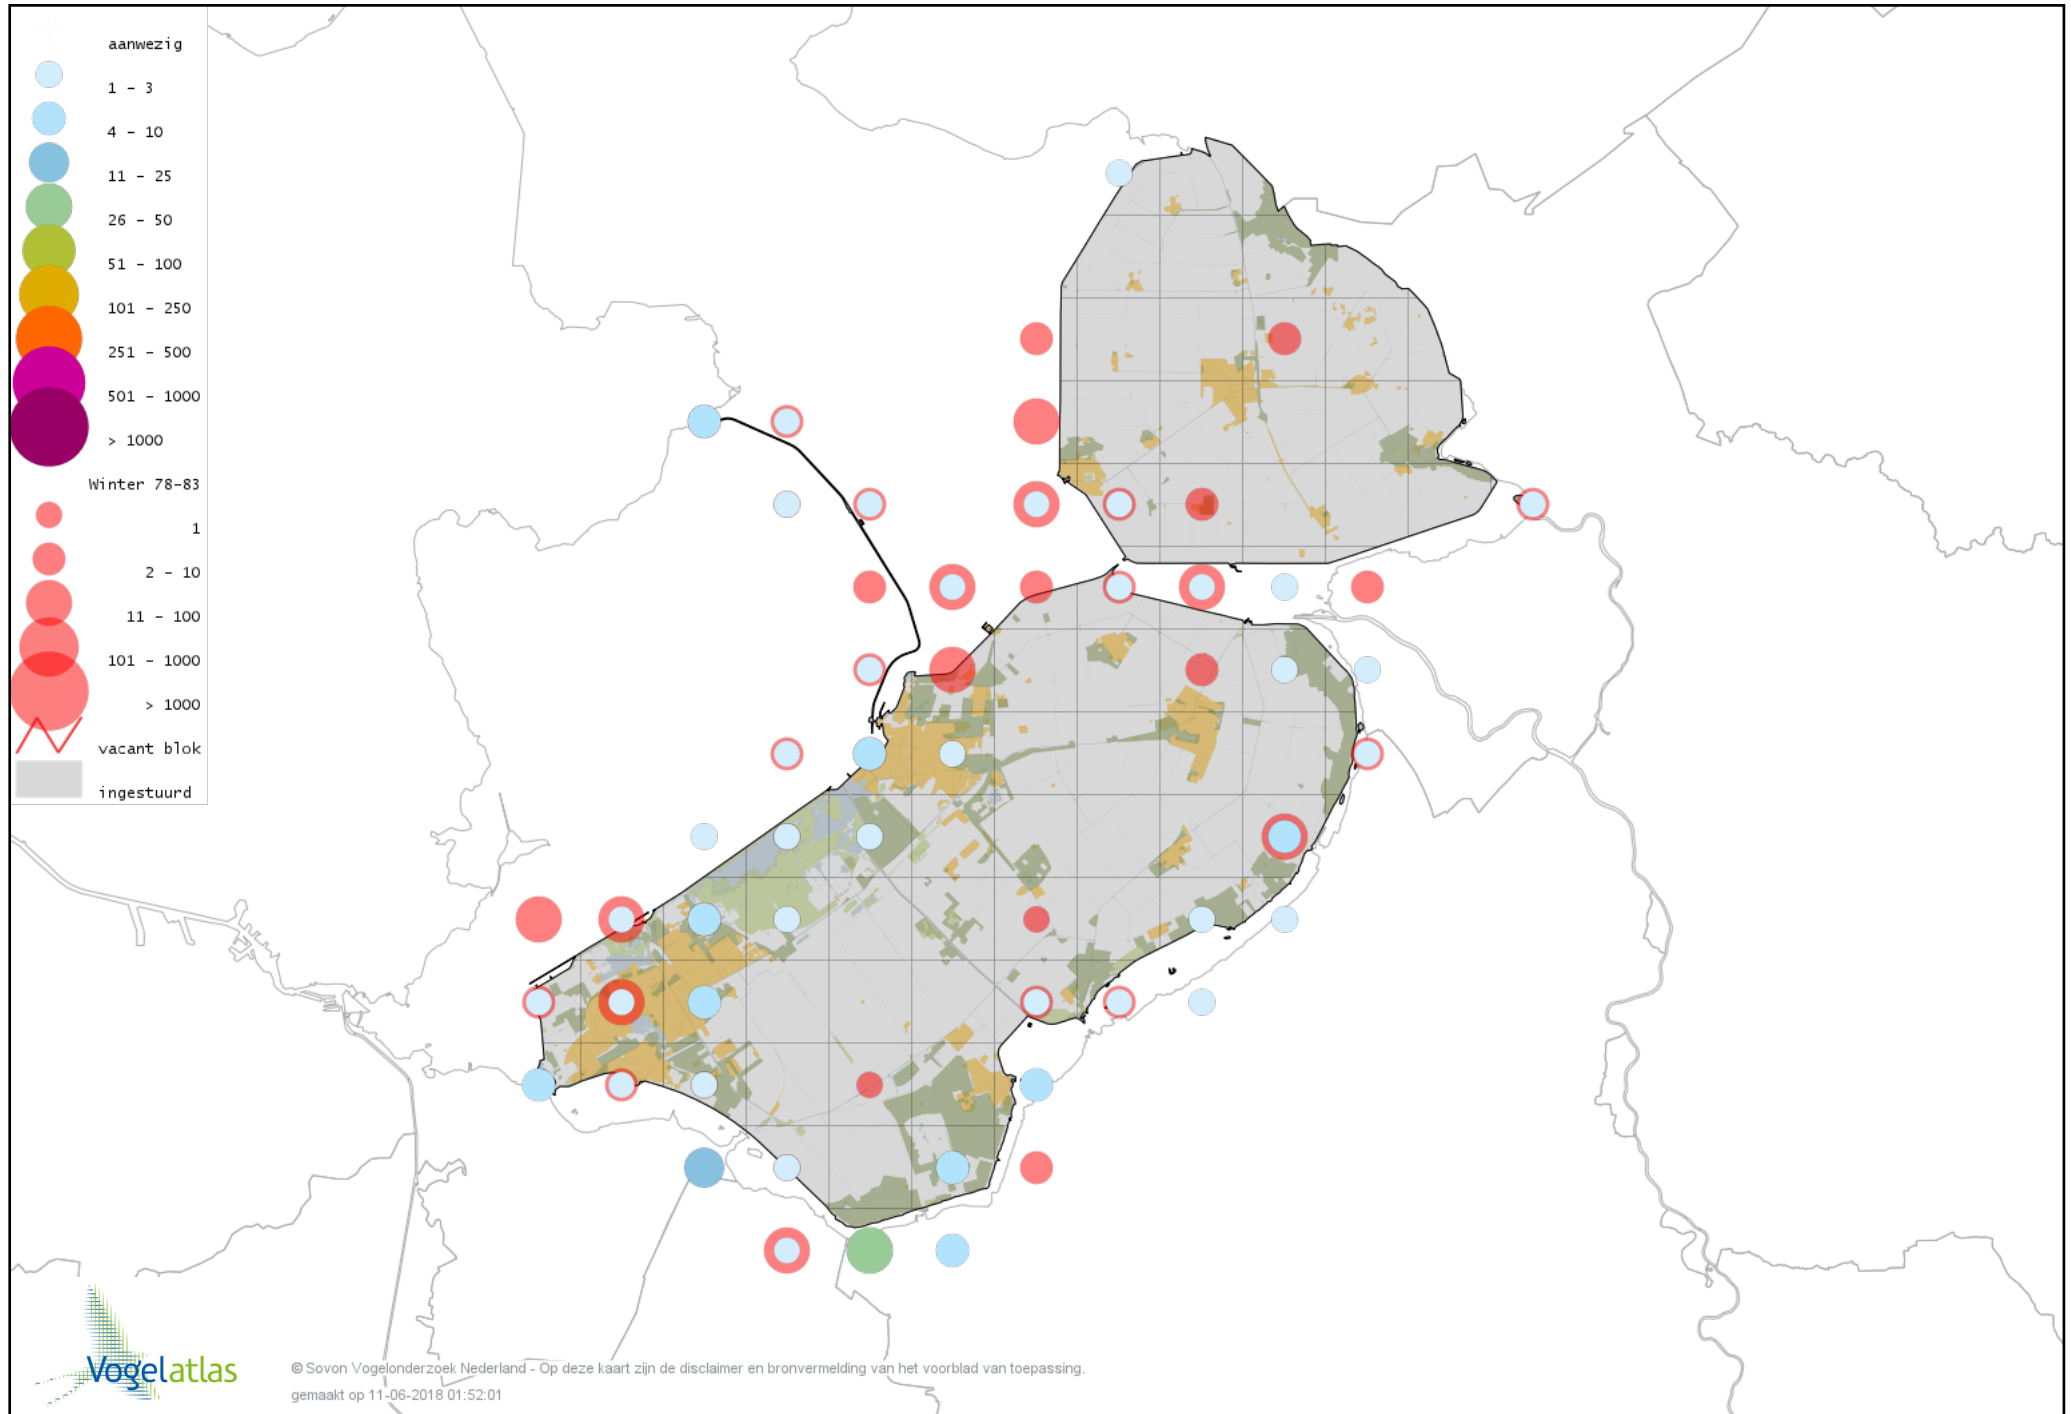 aanwezig
1 - 3
4 - 10
11 - 25
26 - 50
51 - 100
101 - 250
251 - 500
501 - 1000
> 1000
Winter 78-83
1
2 - 10
11 - 100
101 - 1000
> 1000
vacant blok
ingestuurd
Vogelatlas
© Sovon Vogelonderzoek Nederland - Op deze kaart zijn de disclaimer en bronvermelding van het voorblad van toepassing.
gemaakt op 11-06-2018 01:52:01